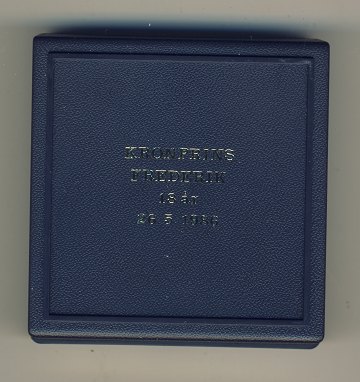 KRONPRINS
FREDERIK
18 år
26 5 1986